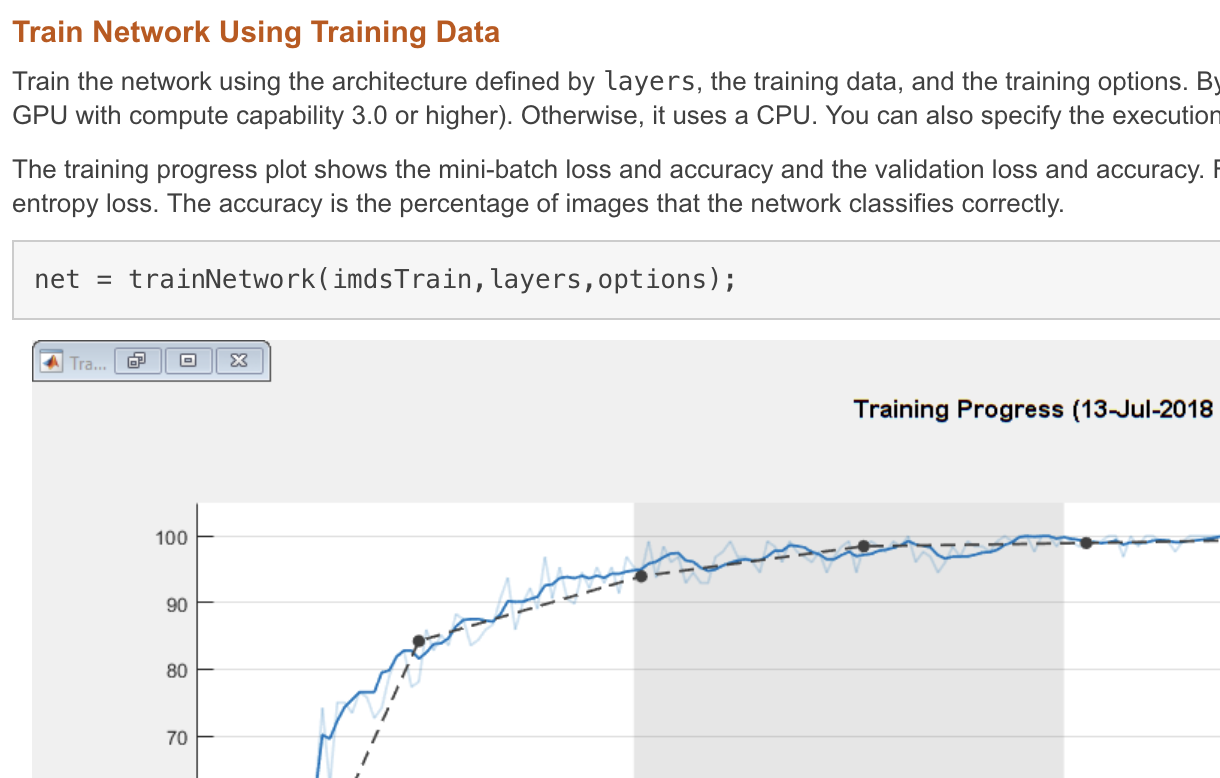 Train Network Using Training Data
Train the network using the architecture defined by layers, the training data, and the training options. By
GPU with compute capability 3.0 or higher). Otherwise, it uses a CPU. You can also specify the execution
The training progress plot shows the mini-batch loss and accuracy and the validation loss and accuracy. F
entropy loss. The accuracy is the percentage of images that the network classifies correctly.
net = trainNetwork(imdsTrain,layers,options);
Tra...
Training Progress (13-Jul-2018
100
90
80
70